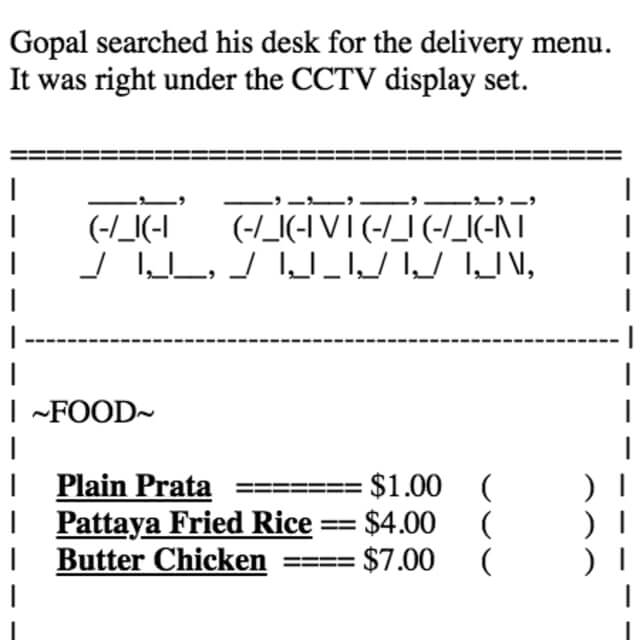 Gopal searched his desk for the delivery menu.
It was right under the CCTV display set.
~FOOD~
Plain Prata ======= $1.00 ( )
Pattaya Fried Rice == $4.00 ( )
Butter Chicken ==== $7.00 ( )